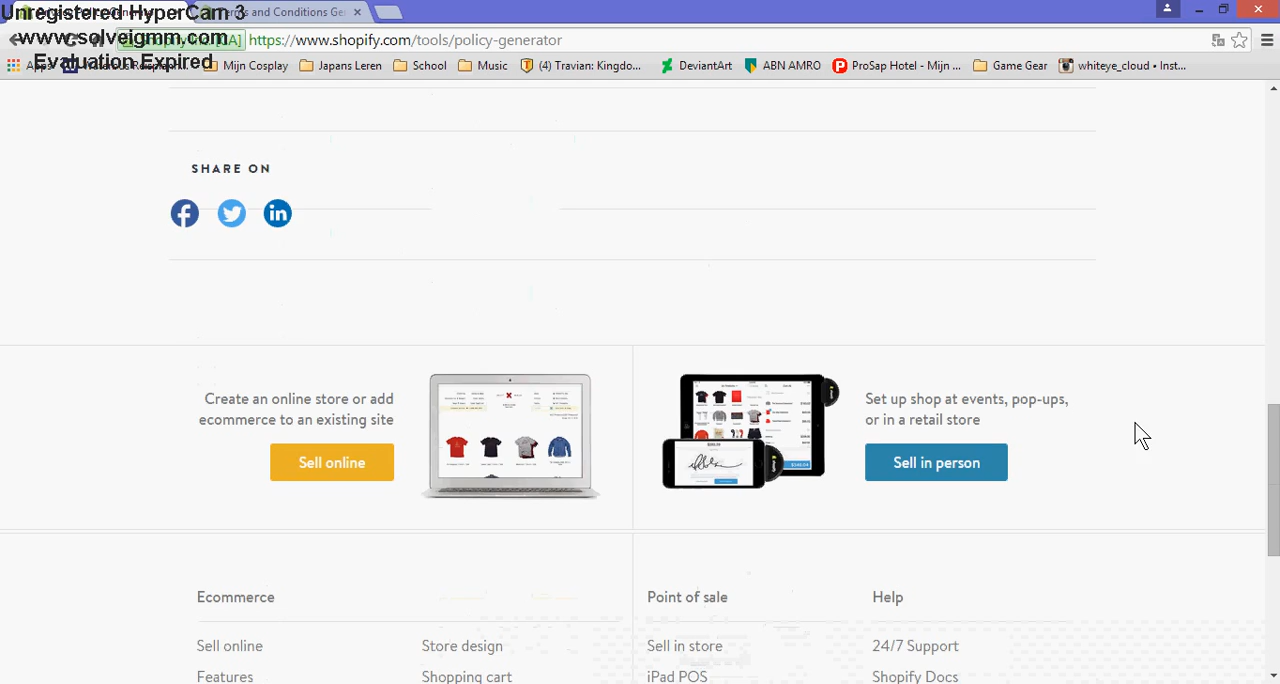 Unregistered HyperCam 3
Terms and Conditions Ge
www.solveigmm.com
https://www.shopify.com/tools/policy-generator
Evaluation Expired
Mijn Cosplay
Japans Leren
School
Music
(4) Travian: Kingdo...
DeviantArt
ABN AMRO
ProSap Hotel - Mijn ...
Game Gear
whiteye_cloud • Inst...
SHARE ON
Create an online store or add
ecommerce to an existing site
Sell online
Set up shop at events, pop-ups,
or in a retail store
Sell in person
Ecommerce
Point of sale
Help
Sell online
Store design
Sell in store
24/7 Support
Features
Shopping cart
iPad POS
Shopify Docs